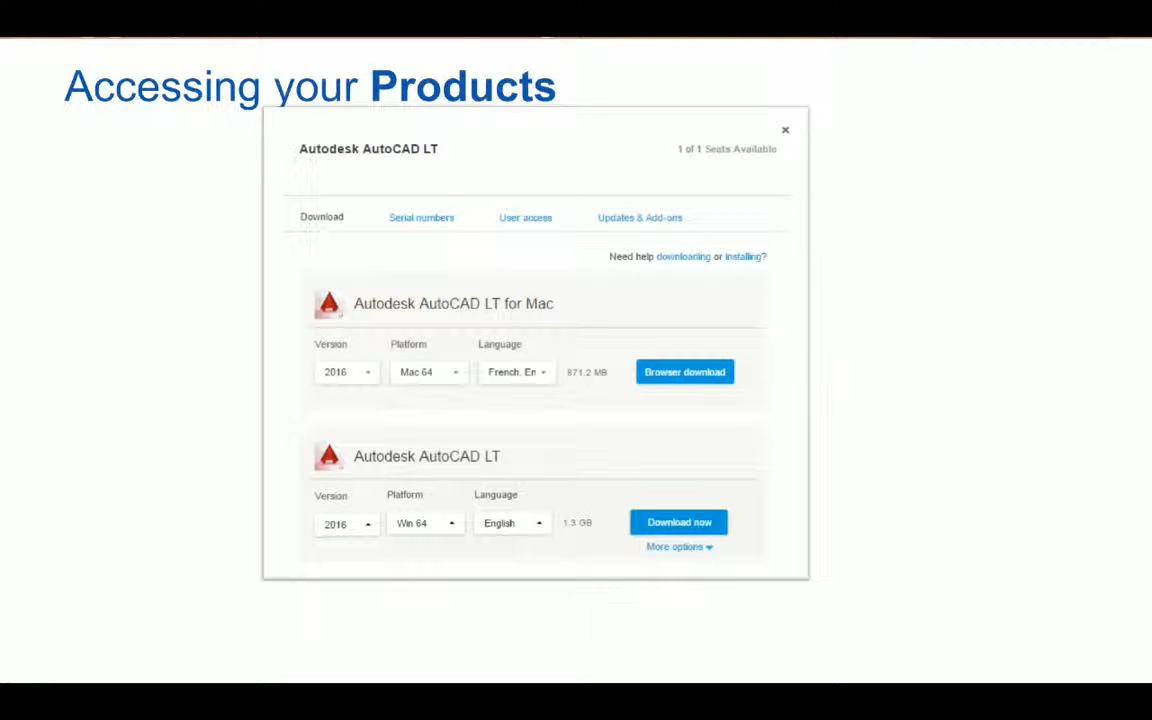 Accessing your Products
Autodesk AutoCAD LT
1 of 1 Seats Available
Download Serial numbers User access Updates & Add-ons
Need help downloading or installing?
Autodesk AutoCAD LT for Mac
Version Platform Language
2016 Mac 64 French, En 871.2 MB Browser download
Autodesk AutoCAD LT
Version Platform Language
2016 Win 64 English 1.3 GB Download now
More options